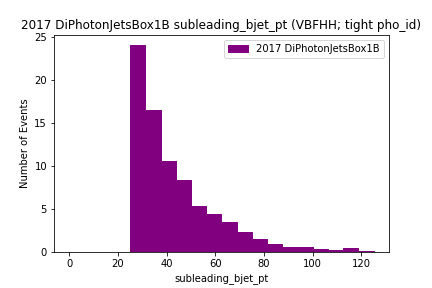 2017 DiPhotonJetsBox1B subleading_bjet_pt (VBFHH; tight pho_id)
2017 DiPhotonJetsBox1B
Number of Events
25
20
15
10
5
0
0 20 40 60 80 100 120
subleading_bjet_pt